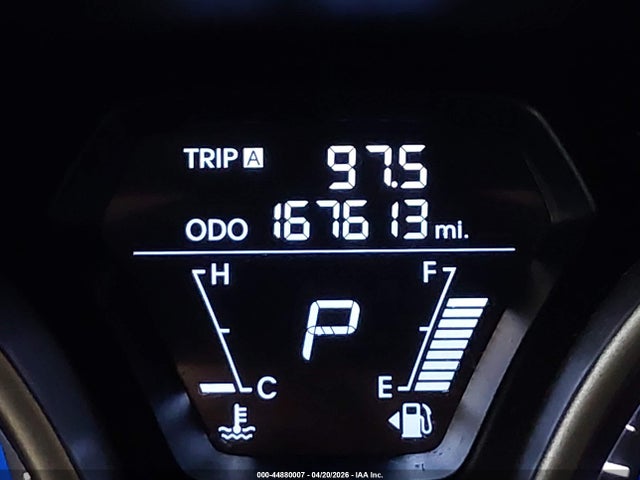 TRIP A 97.5
ODO 167613 mi.
H F
P
C E
000-44880007 - 04/20/2026 - IAA Inc.